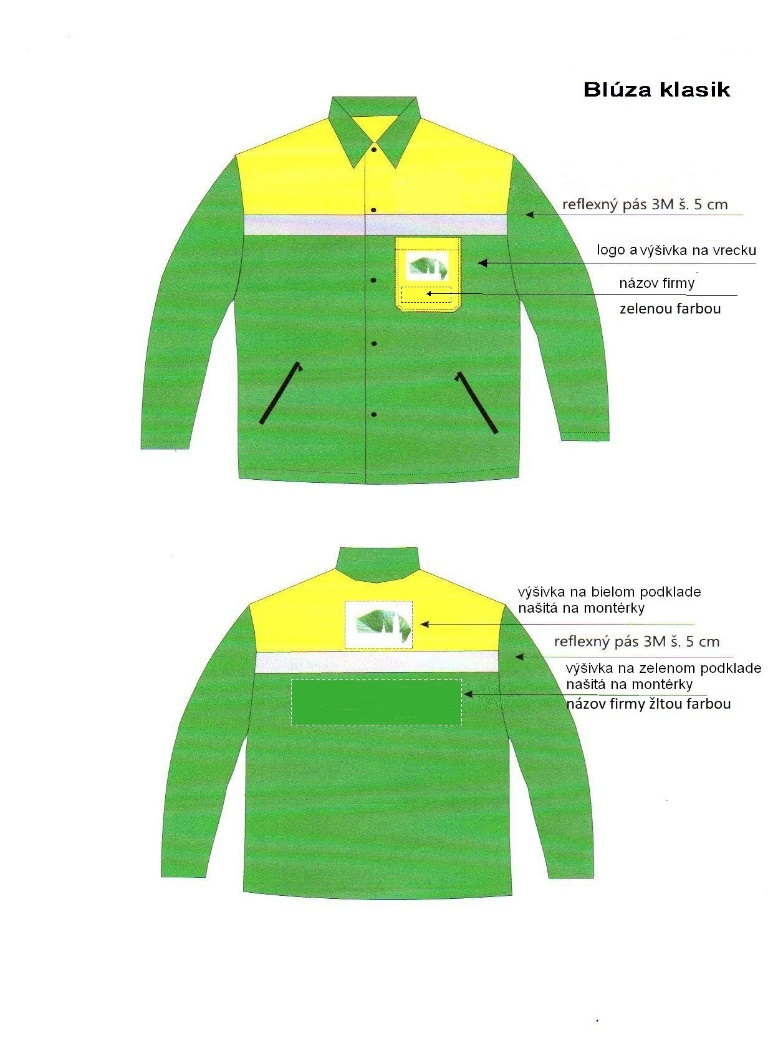 Blúza klasik
reflexný pás 3M š. 5 cm
logo a výšivka na vrecku
názov firmy
zelenou farbou
výšivka na bielom podklade
našitá na montérky
reflexný pás 3M š. 5 cm
výšivka na zelenom podklade
našitá na montérky
názov firmy žltou farbou